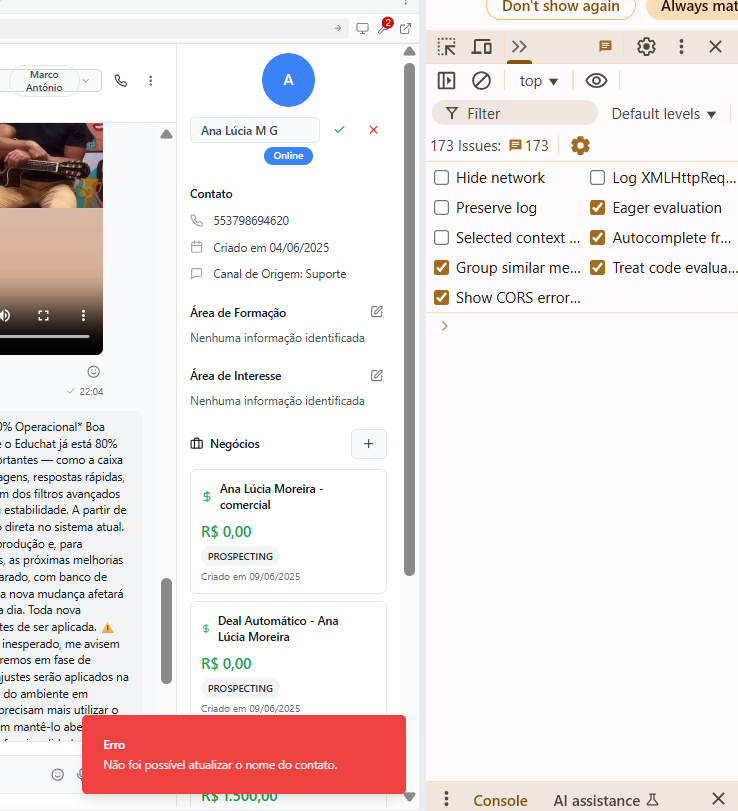 Don't show again
Always mat
2
Marco
Antônio
A
Ana Lúcia M G
Online
Contato
553798694620
Criado em 04/06/2025
Canal de Origem: Suporte
Área de Formação
Nenhuma informação identificada
Área de Interesse
Nenhuma informação identificada
Negócios
+
$
Ana Lúcia Moreira -
comercial
R$ 0,00
PROSPECTING
Criado em 09/06/2025
$
Deal Automático - Ana
Lúcia Moreira
R$ 0,00
PROSPECTING
Criado em 09/06/2025
R$ 1.500,00
22:04
0% Operacional* Boa
e o Educhat já está 80%
ortantes — como a caixa
agens, respostas rápidas,
m dos filtros avançados
estabilidade. A partir de
o direta no sistema atual.
produção e, para
s, as próximas melhorias
arado, com banco de
a nova mudança afetará
a dia. Toda nova
tes de ser aplicada. ⚠️
inesperado, me avisem
remos em fase de
justes serão aplicados na
do ambiente em
precisam mais utilizar o
m mantê-lo abe
Erro
Não foi possível atualizar o nome do contato.
top
Filter
Default levels
173 Issues: 173
Hide network
Log XMLHttpReq...
Preserve log
Eager evaluation
Selected context ...
Autocomplete fr...
Group similar me...
Treat code evalua...
Show CORS error...
Console
AI assistance